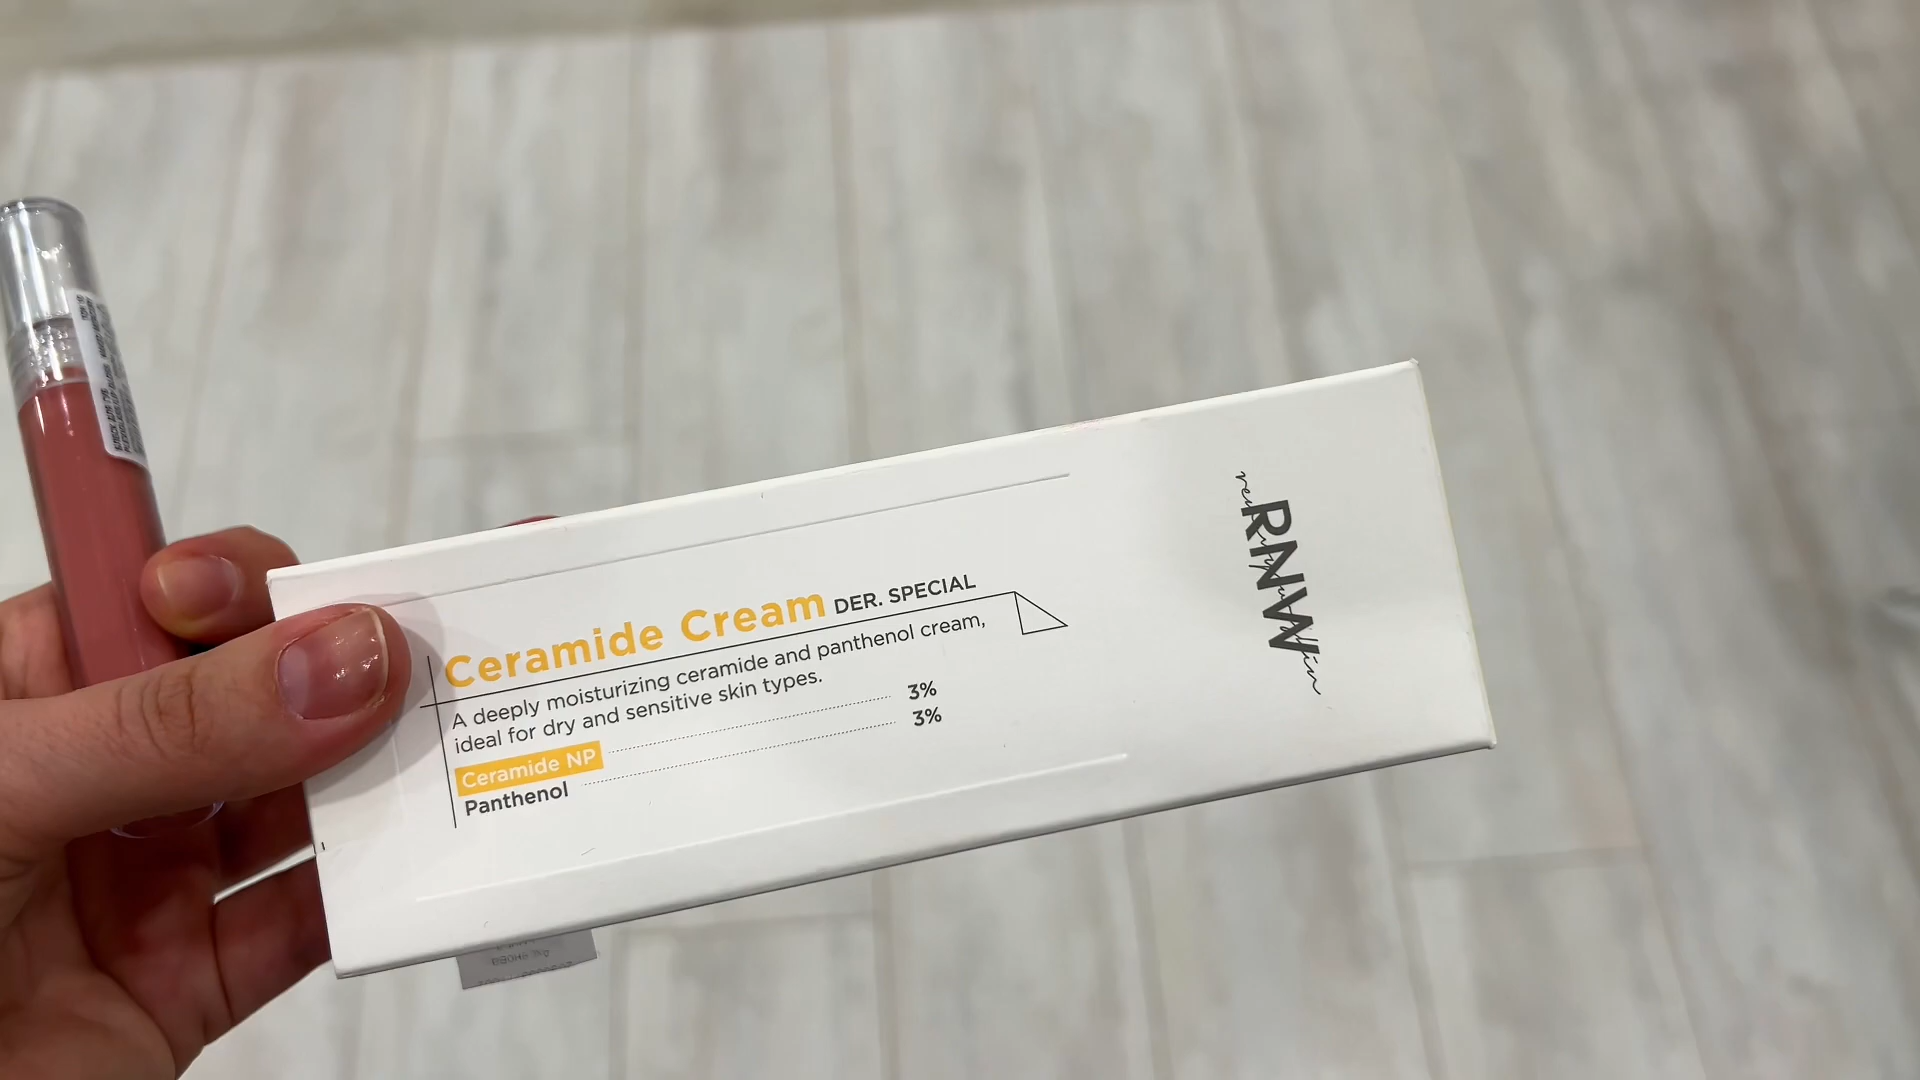 Ceramide Cream DER. SPECIAL
A deeply moisturizing ceramide and panthenol cream,
ideal for dry and sensitive skin types.
Ceramide NP 3%
Panthenol 3%
RNW